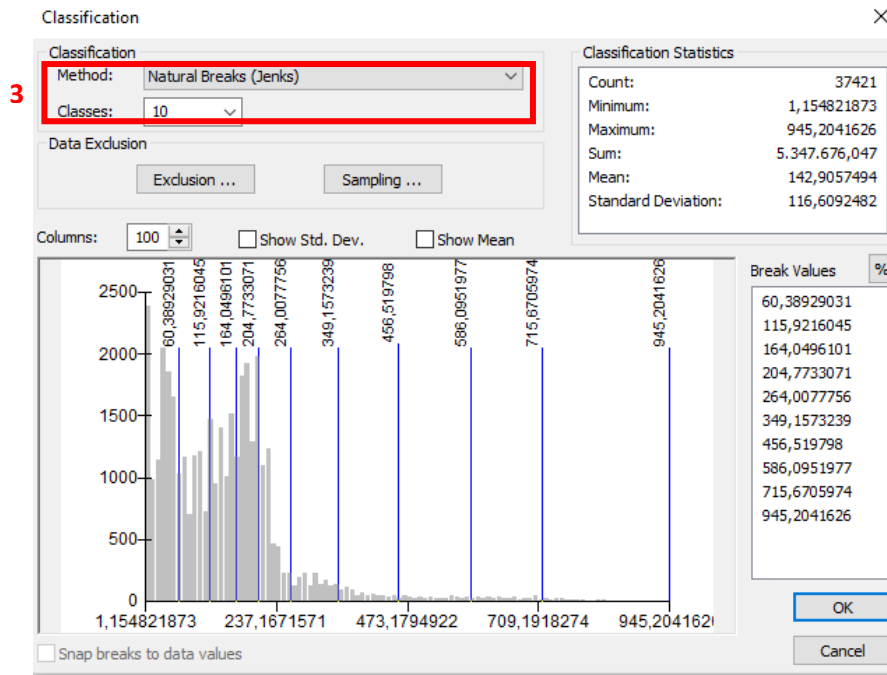 Classification
Classification
Method: Natural Breaks (Jenks)
3
Classes: 10
Data Exclusion
Exclusion ...
Sampling ...
Classification Statistics
Count: 37421
Minimum: 1,154821873
Maximum: 945,2041626
Sum: 5.347.676,047
Mean: 142,9057494
Standard Deviation: 116,6092482
Columns: 100
Show Std. Dev.
Show Mean
Break Values
%
60,38929031
115,9216045
164,0496101
204,7733071
264,0077756
349,1573239
456,519798
586,0951977
715,6705974
945,2041626
2500
2000
1500
1000
500
0
1,154821873
237,1671571
473,1794922
709,1918274
945,2041626
60,38929031
115,9216045
164,0496101
204,7733071
264,0077756
349,1573239
456,519798
586,0951977
715,6705974
945,2041626
OK
Snap breaks to data values
Cancel